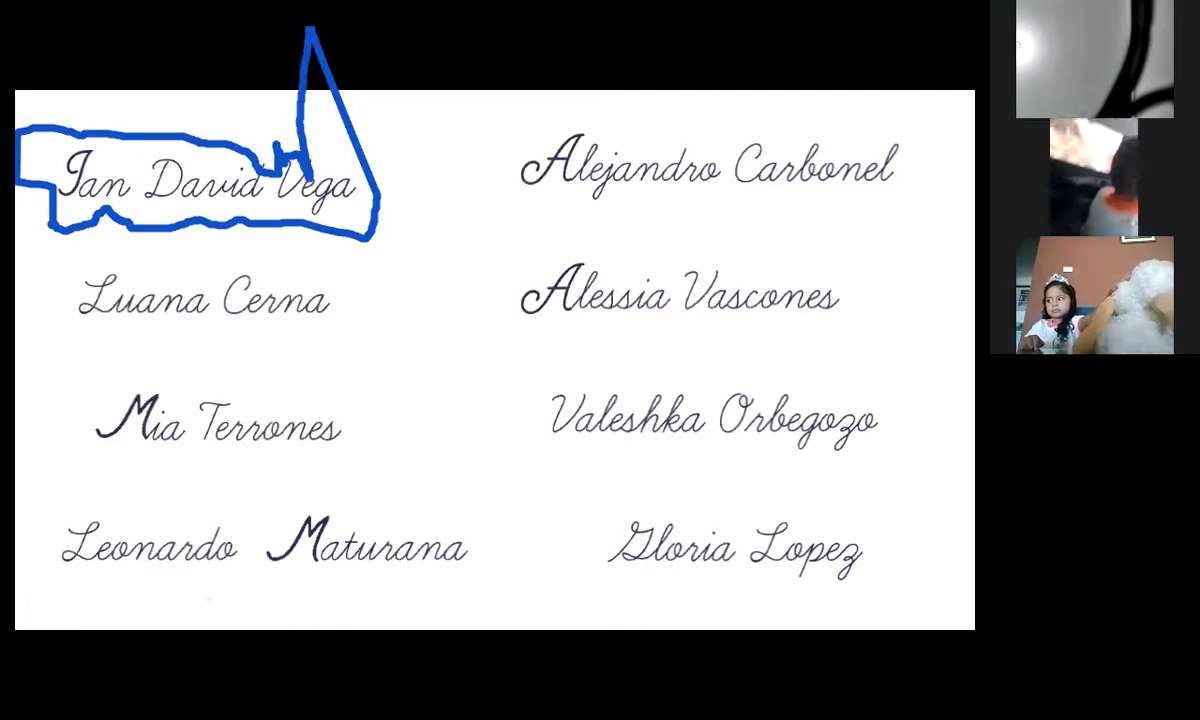 Ian David Vega
Alejandro Carbonel
Luana Cerna
Alessia Vascones
Mia Terrones
Valeshka Orbegozo
Leonardo Maturana
Gloria Lopez